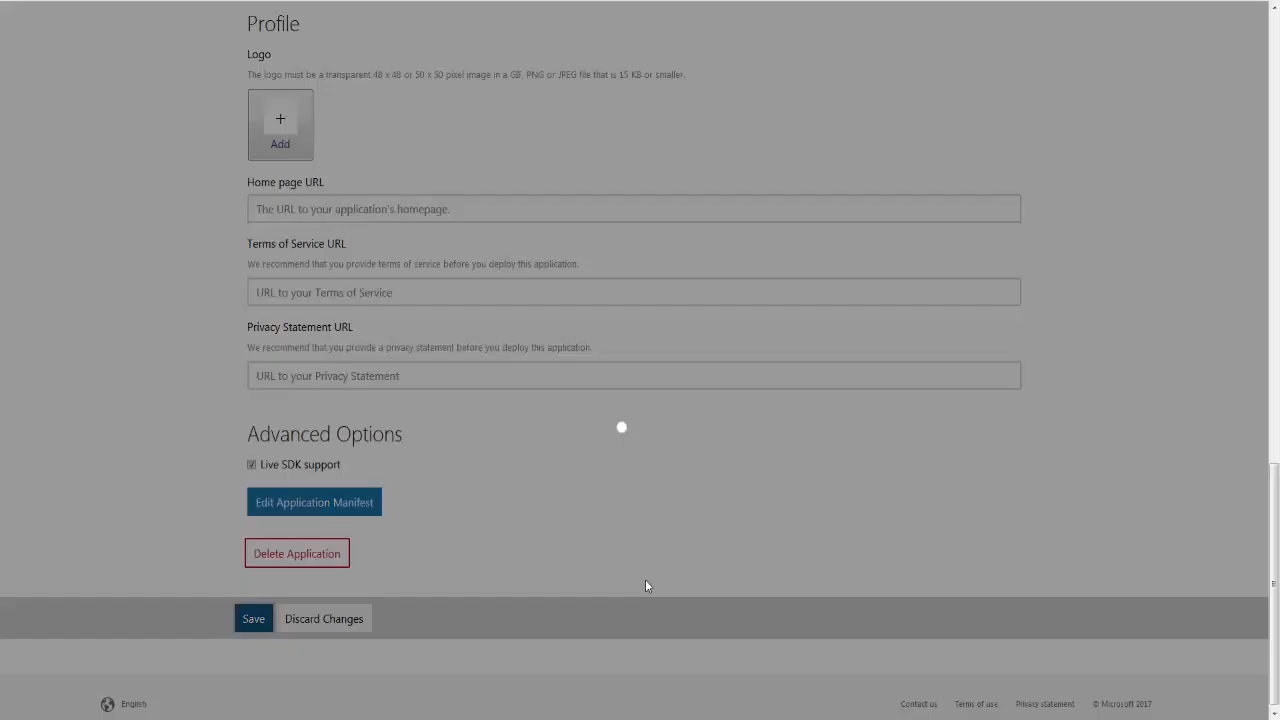 Profile
Logo
The logo must be a transparent 48 x 48 or 50 x 50 pixel image in a GIF, PNG or JPEG file that is 15 KB or smaller.
+
Add
Home page URL
The URL to your application's homepage.
Terms of Service URL
We recommend that you provide terms of service before you deploy this application.
URL to your Terms of Service
Privacy Statement URL
We recommend that you provide a privacy statement before you deploy this application.
URL to your Privacy Statement
Advanced Options
Live SDK support
Edit Application Manifest
Delete Application
Save Discard Changes
English Contact us Terms of use Privacy statement © Microsoft 2017